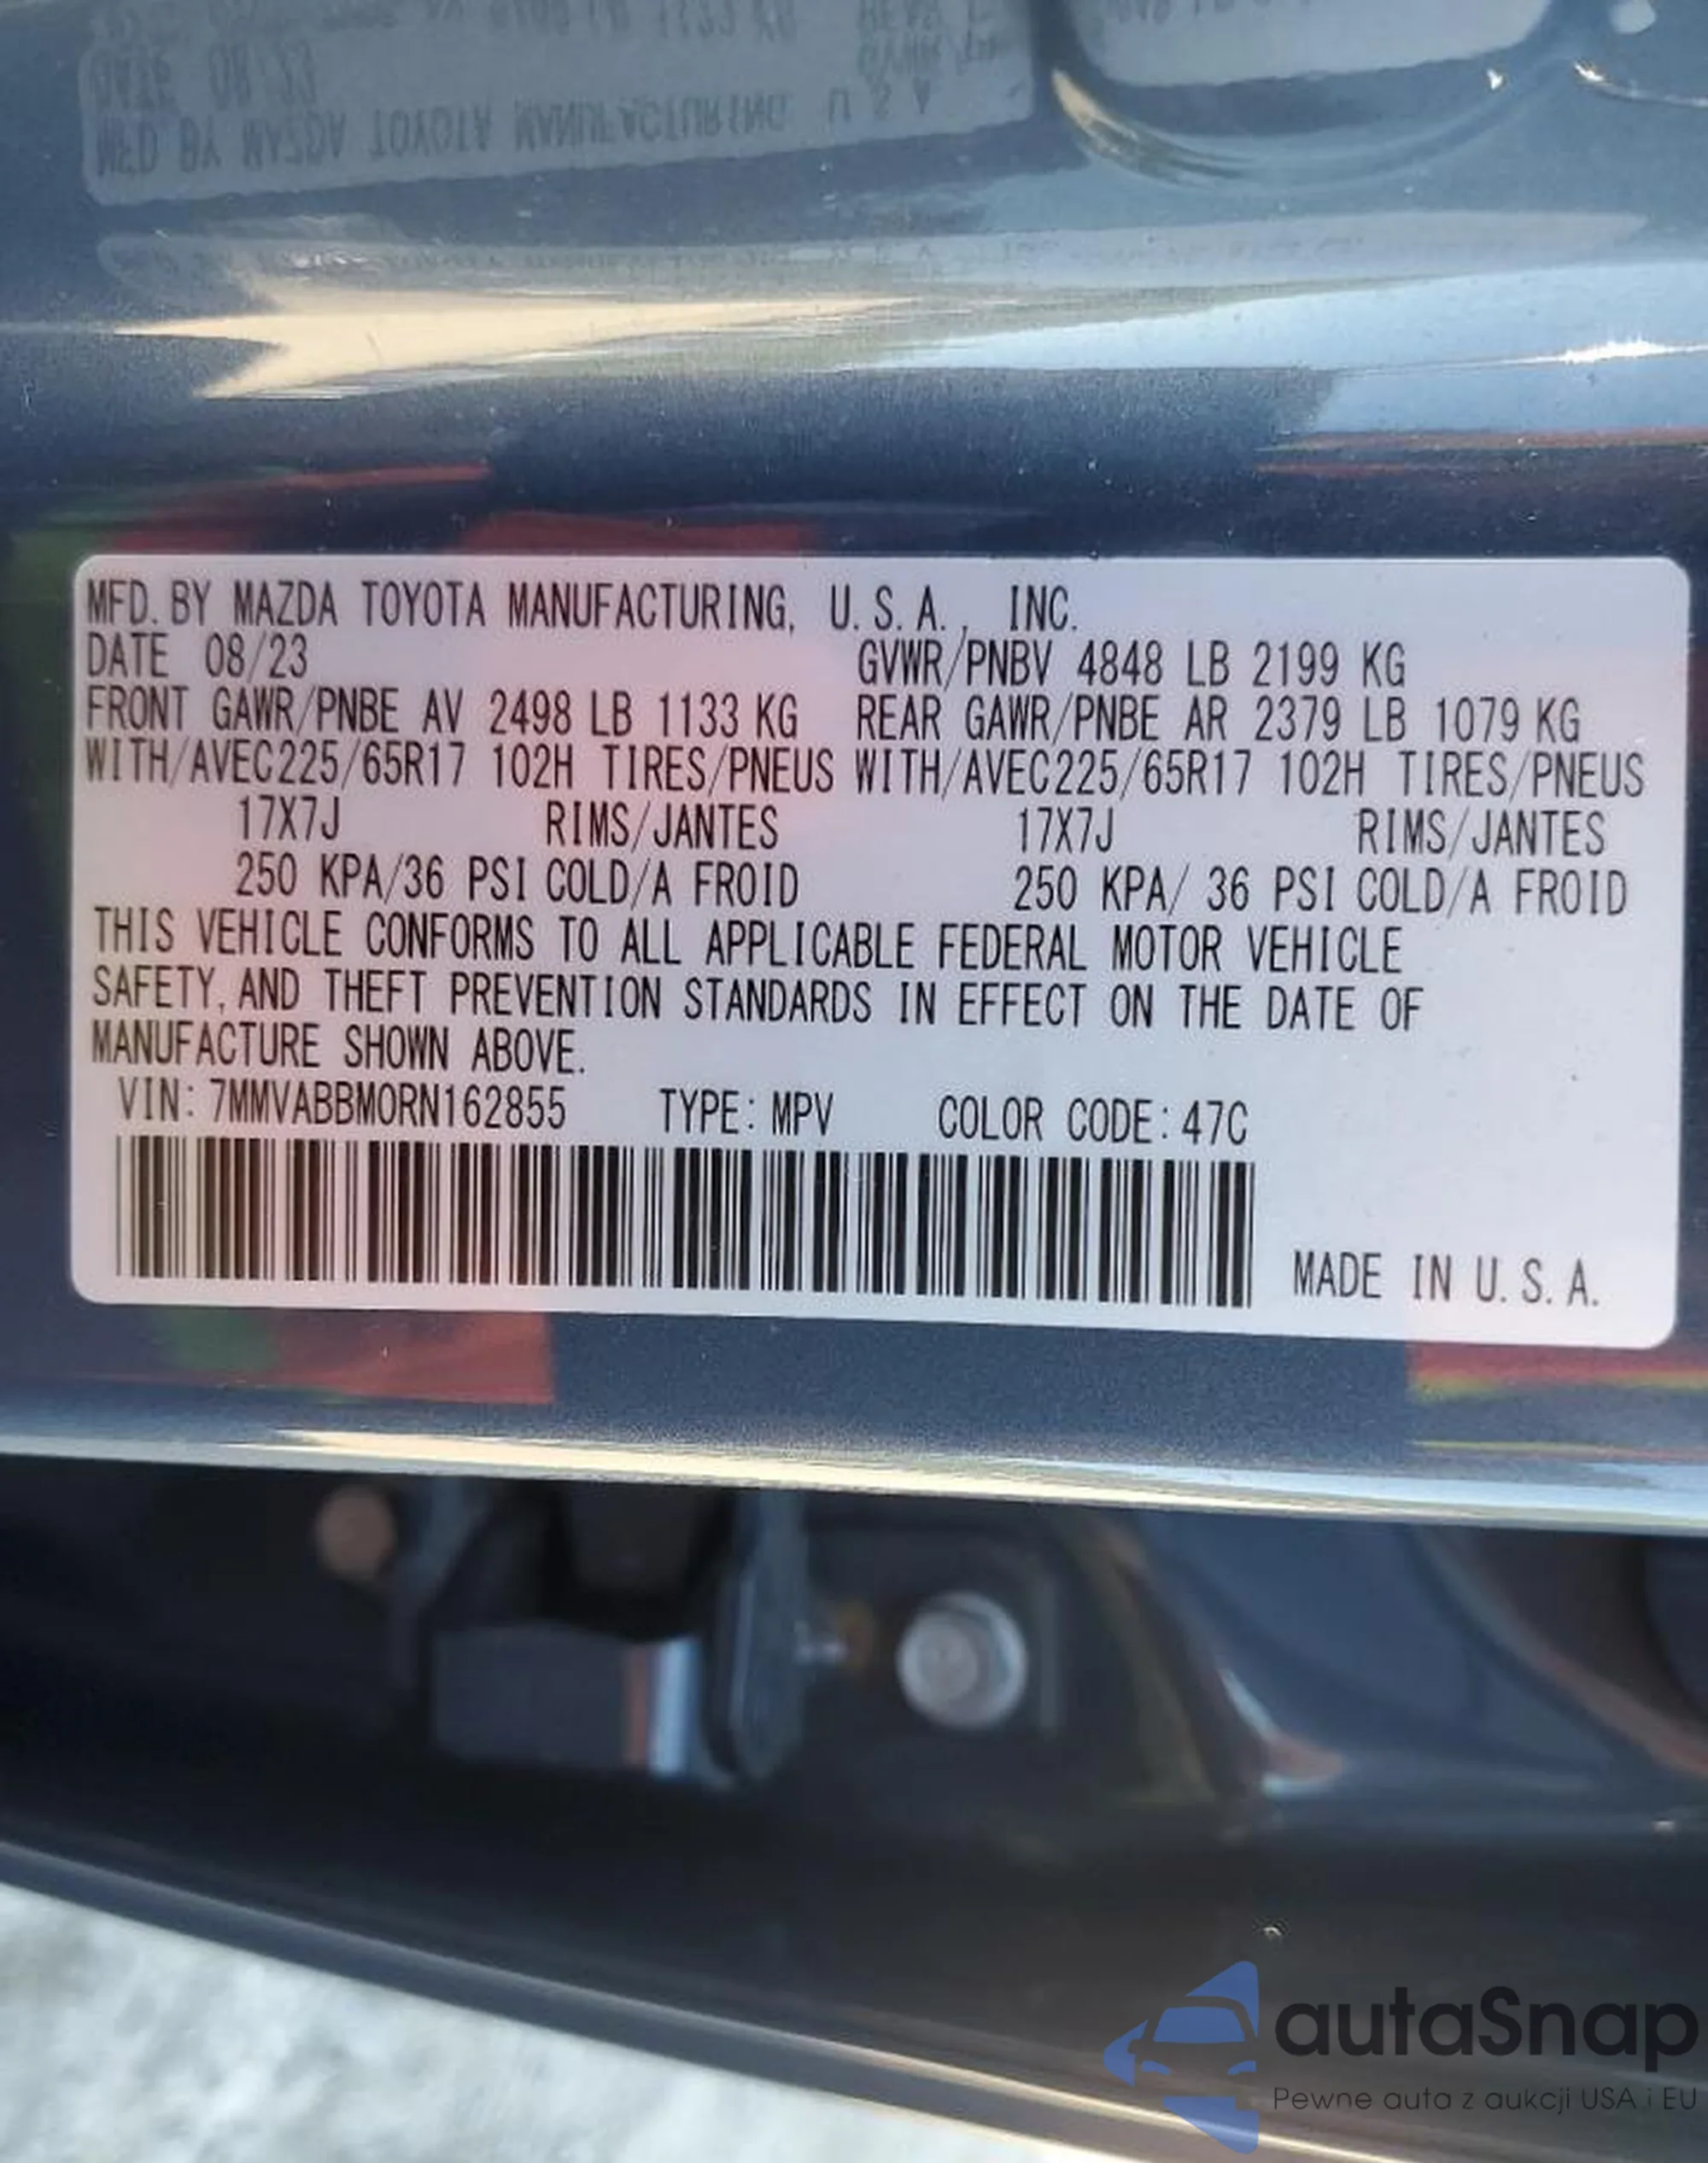 MFD. BY MAZDA TOYOTA MANUFACTURING, U.S.A., INC.
DATE 08/23 GVWR/PNBV 4848 LB 2199 KG
FRONT GAWR/PNBE AV 2498 LB 1133 KG REAR GAWR/PNBE AR 2379 LB 1079 KG
WITH/AVEC225/65R17 102H TIRES/PNEUS WITH/AVEC225/65R17 102H TIRES/PNEUS
17X7J RIMS/JANTES 17X7J RIMS/JANTES
250 KPA/36 PSI COLD/A FROID 250 KPA/ 36 PSI COLD/A FROID
THIS VEHICLE CONFORMS TO ALL APPLICABLE FEDERAL MOTOR VEHICLE
SAFETY, AND THEFT PREVENTION STANDARDS IN EFFECT ON THE DATE OF
MANUFACTURE SHOWN ABOVE.
VIN: 7MMVABBM0RN162855 TYPE: MPV COLOR CODE: 47C
MADE IN U.S.A.
autaSnap
Pewne auta z aukcji USA i EU